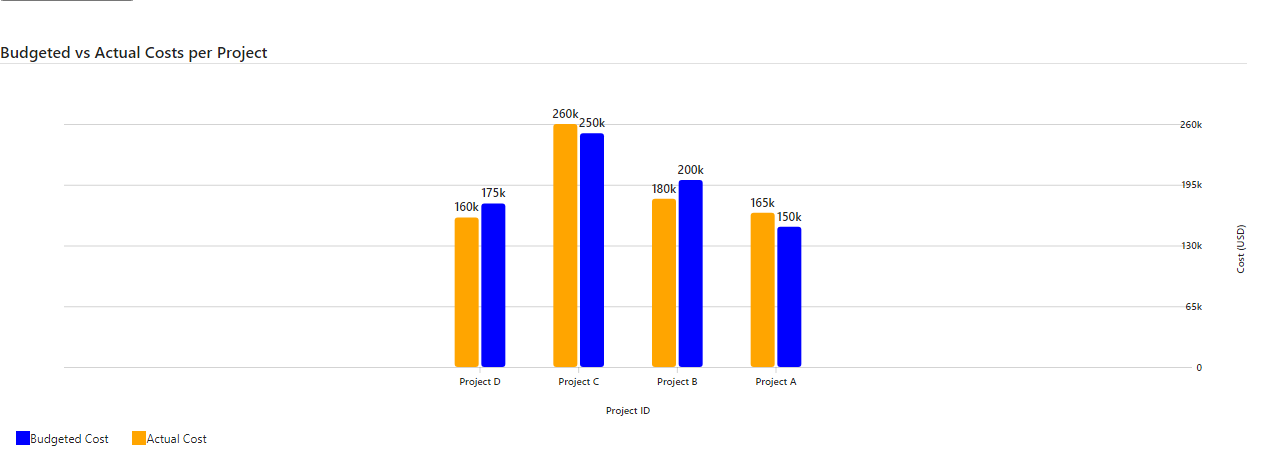 Budgeted vs Actual Costs per Project
260k
250k
260k
200k
195k
180k
175k
165k
160k
150k
130k
Cost (USD)
65k
0
Project D
Project C
Project B
Project A
Project ID
Budgeted Cost
Actual Cost